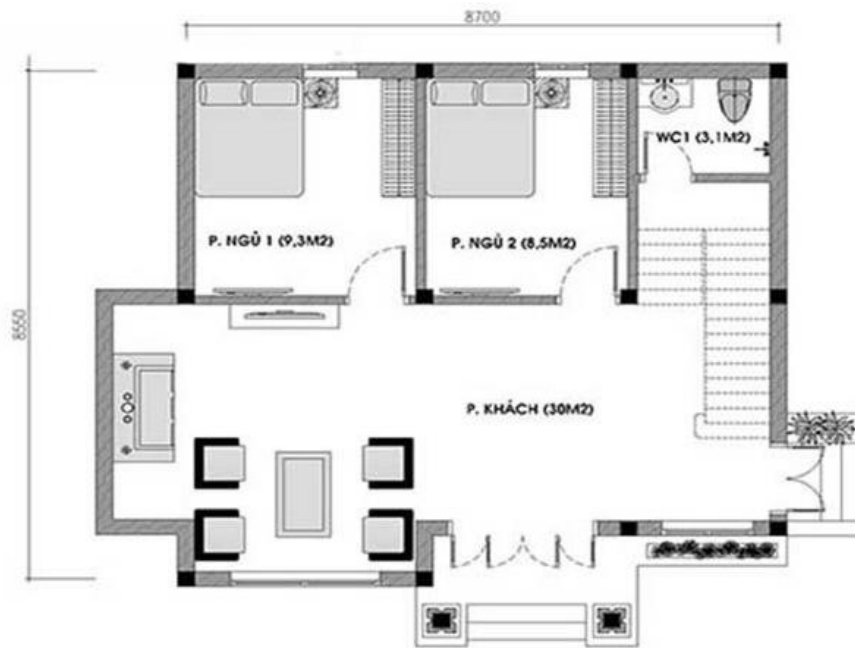 8700
WC1 (3,1M2)
P. NGỦ 1 (9,3M2)
P. NGỦ 2 (8,5M2)
8550
P. KHÁCH (30M2)